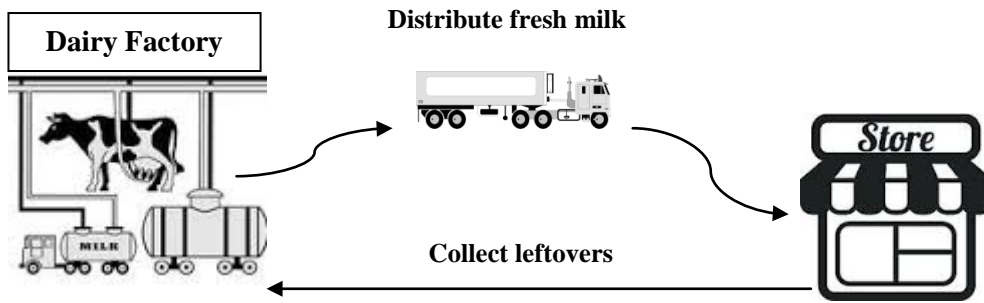 Distribute fresh milk
Dairy Factory
Store
MILK
Collect leftovers